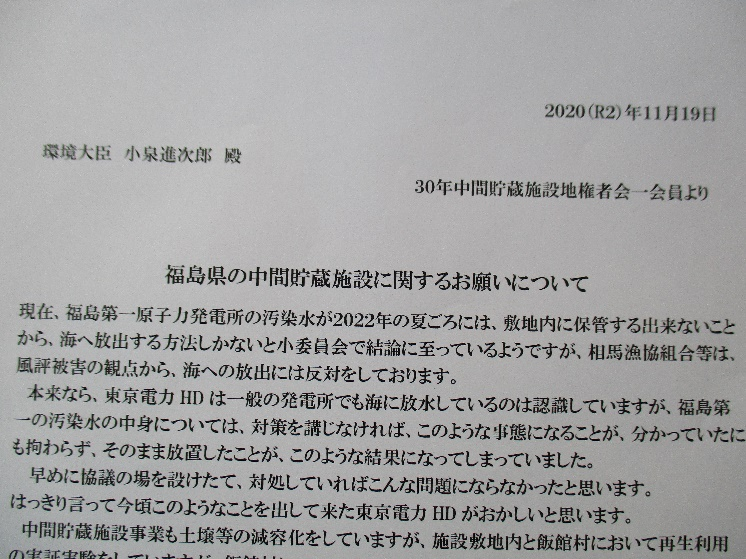 2020(R2)年11月19日
環境大臣 小泉進次郎 殿
30年中間貯蔵施設地権者会一会員より
福島県の中間貯蔵施設に関するお願いについて
現在、福島第一原子力発電所の汚染水が2022年の夏ごろには、敷地内に保管する出来ないこと
から、海へ放出する方法しかないと小委員会で結論に至っているようですが、相馬漁協組合等は、
風評被害の観点から、海への放出には反対をしております。
本来なら、東京電力 HD は一般の発電所でも海に放水しているのは認識していますが、福島第
一の汚染水の中身については、対策を講じなければ、このような事態になることが、分かっていたに
も拘わらず、そのまま放置したことが、このような結果になってしまっていました。
早めに協議の場を設けたて、対処していればこんな問題にならなかったと思います。
はっきり言って今頃このようなことを出して来た東京電力 HD がおかしいと思います。
中間貯蔵施設事業も土壌等の減容化をしていますが、施設敷地内と飯館村において再生利用
の実証実験をしていますが、飯館村